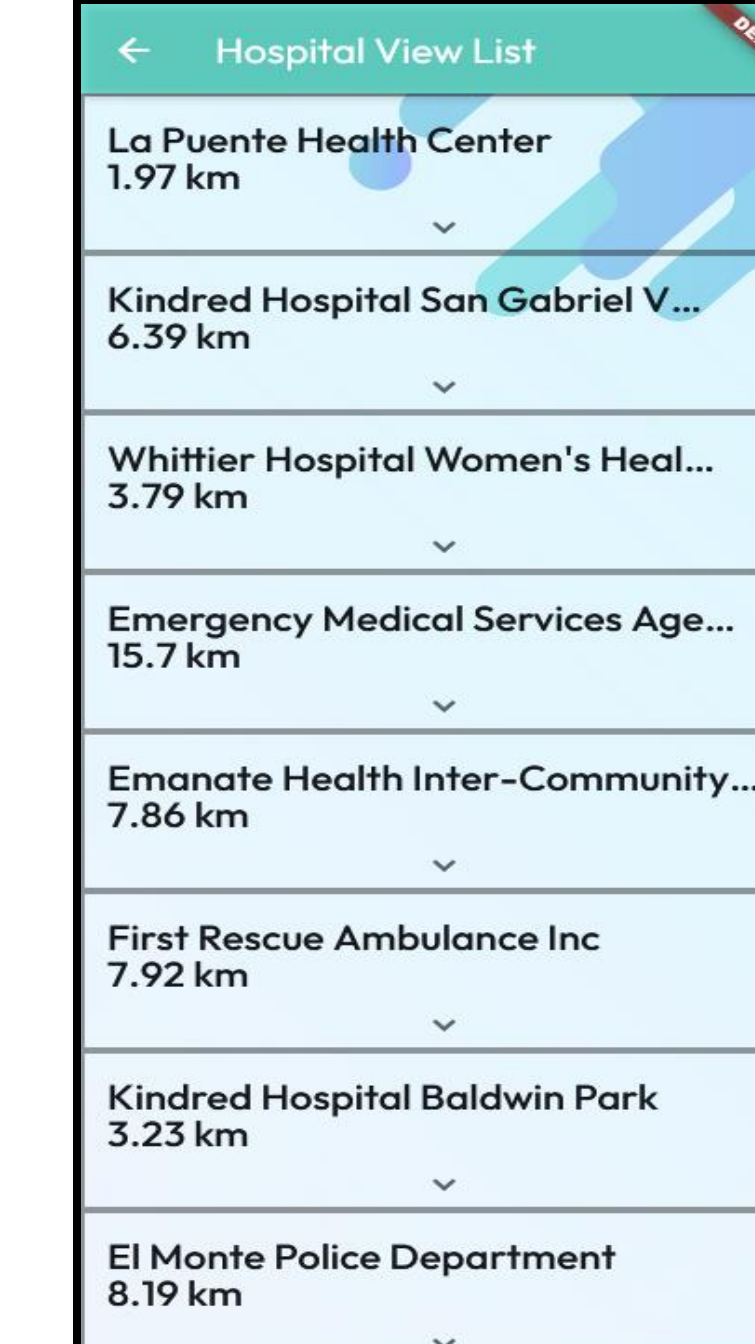 Hospital View List
La Puente Health Center
1.97 km
Kindred Hospital San Gabriel V...
6.39 km
Whittier Hospital Women's Heal...
3.79 km
Emergency Medical Services Age...
15.7 km
Emanate Health Inter-Community...
7.86 km
First Rescue Ambulance Inc
7.92 km
Kindred Hospital Baldwin Park
3.23 km
El Monte Police Department
8.19 km